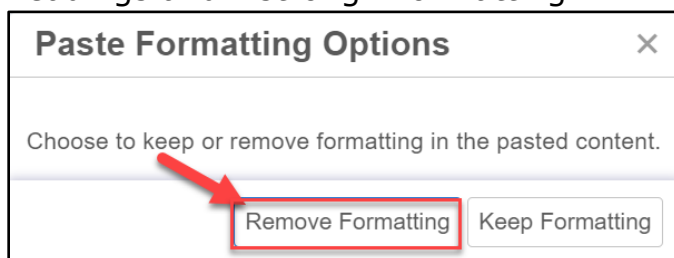 Paste Formatting Options
Choose to keep or remove formatting in the pasted content.
Remove Formatting Keep Formatting